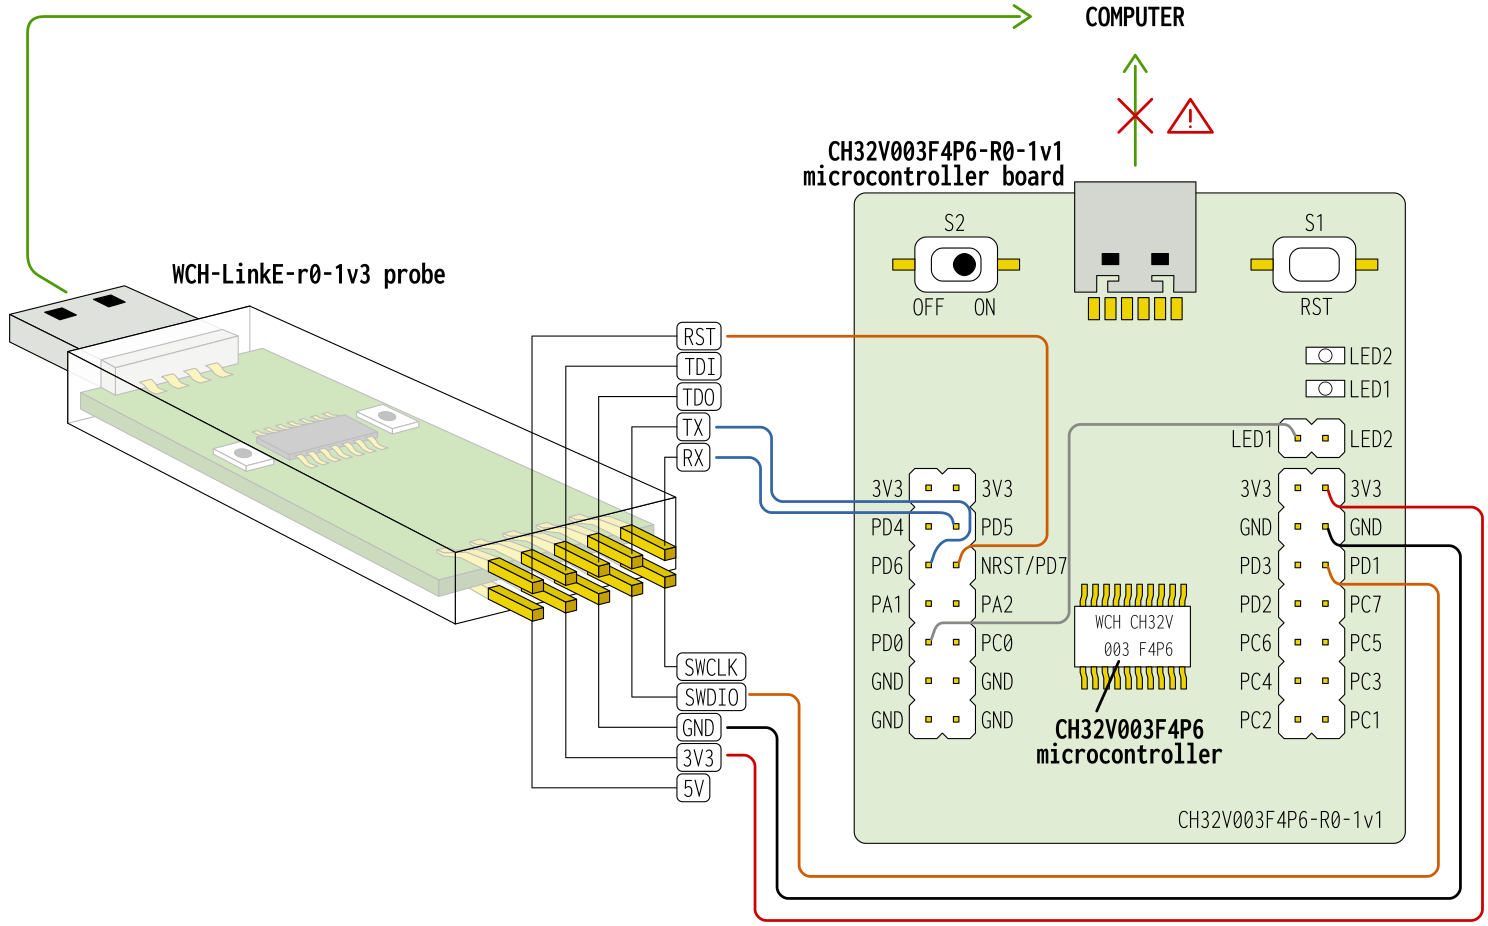 COMPUTER
CH32V003F4P6-R0-1v1
microcontroller board
WCH-LinkE-r0-1v3 probe
S2
OFF ON
S1
RST
RST
TDI
TDO
TX
RX
SWCLK
SWDIO
GND
3V3
5V
LED2
LED1
LED1 LED2
3V3 3V3
PD4 PD5
PD6 NRST/PD7
PA1 PA2
PD0 PC0
GND GND
GND GND
WCH CH32V
003 F4P6
CH32V003F4P6
microcontroller
3V3 3V3
GND GND
PD3 PD1
PD2 PC7
PC6 PC5
PC4 PC3
PC2 PC1
CH32V003F4P6-R0-1v1